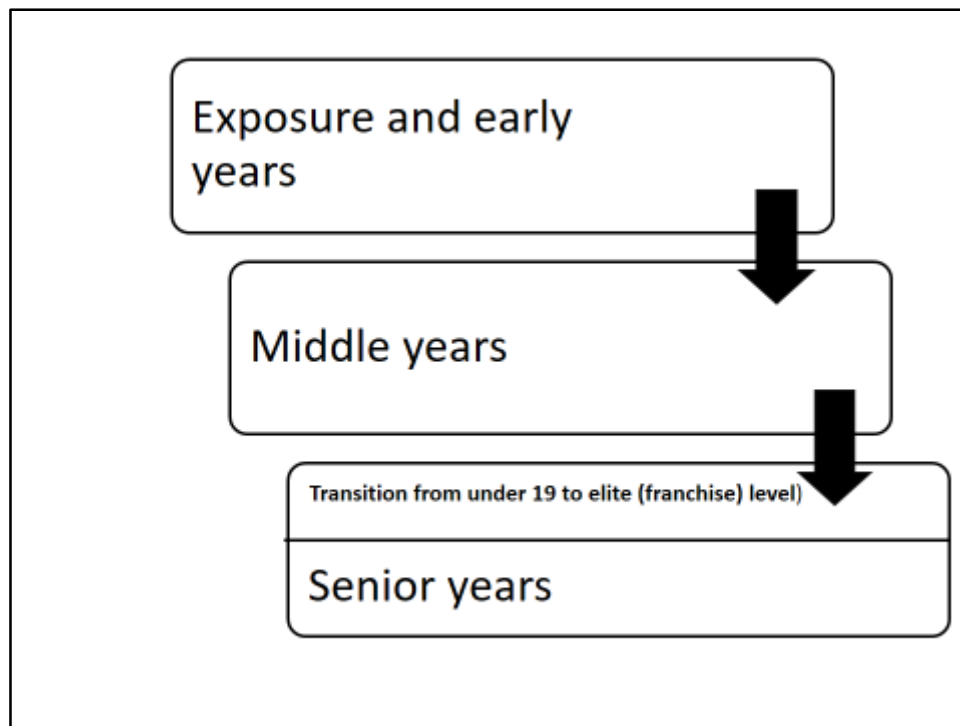 Exposure and early
years
Middle years
Transition from under 19 to elite (franchise) level)
Senior years